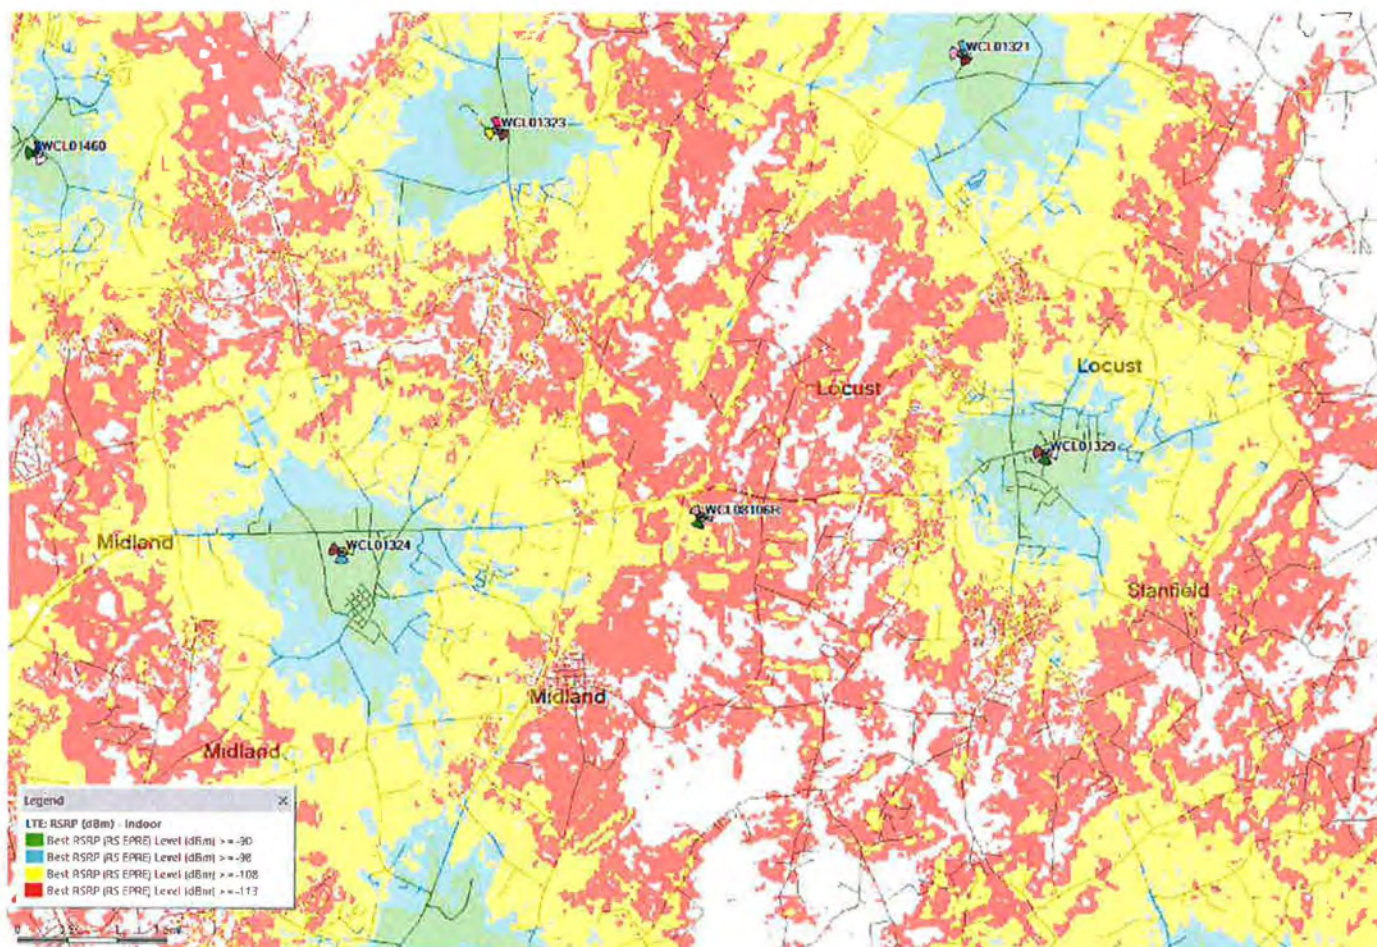 WCL01321
WCL01323
WCL01460
Locust
Locust
WCL01329
WCL08106R
Midland
WCL01324
Stanfield
Midland
Midland
Legend
LTE: RSRP (dBm) - Indoor
Best RSRP (RS EPRE) Level (dBm) >=-90
Best RSRP (RS EPRE) Level (dBm) >=-98
Best RSRP (RS EPRE) Level (dBm) >=-108
Best RSRP (RS EPRE) Level (dBm) >=-113